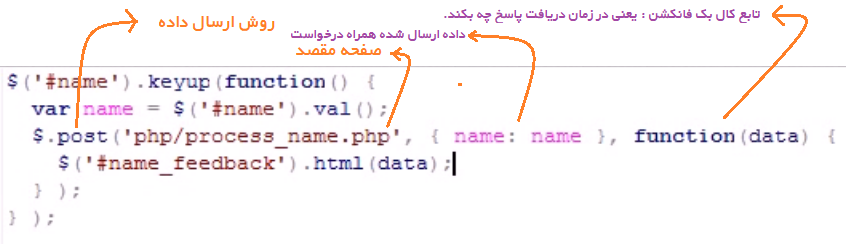 تابع کال بک فانکشن : یعنی در زمان دریافت پاسخ چه بکند.
روش ارسال داده
داده ارسال شده همراه درخواست
صفحه مقصد
$('#name').keyup(function() {
var name = $('#name').val();
$.post('php/process_name.php', { name: name }, function(data) {
$('#name_feedback').html(data);
} );
} );